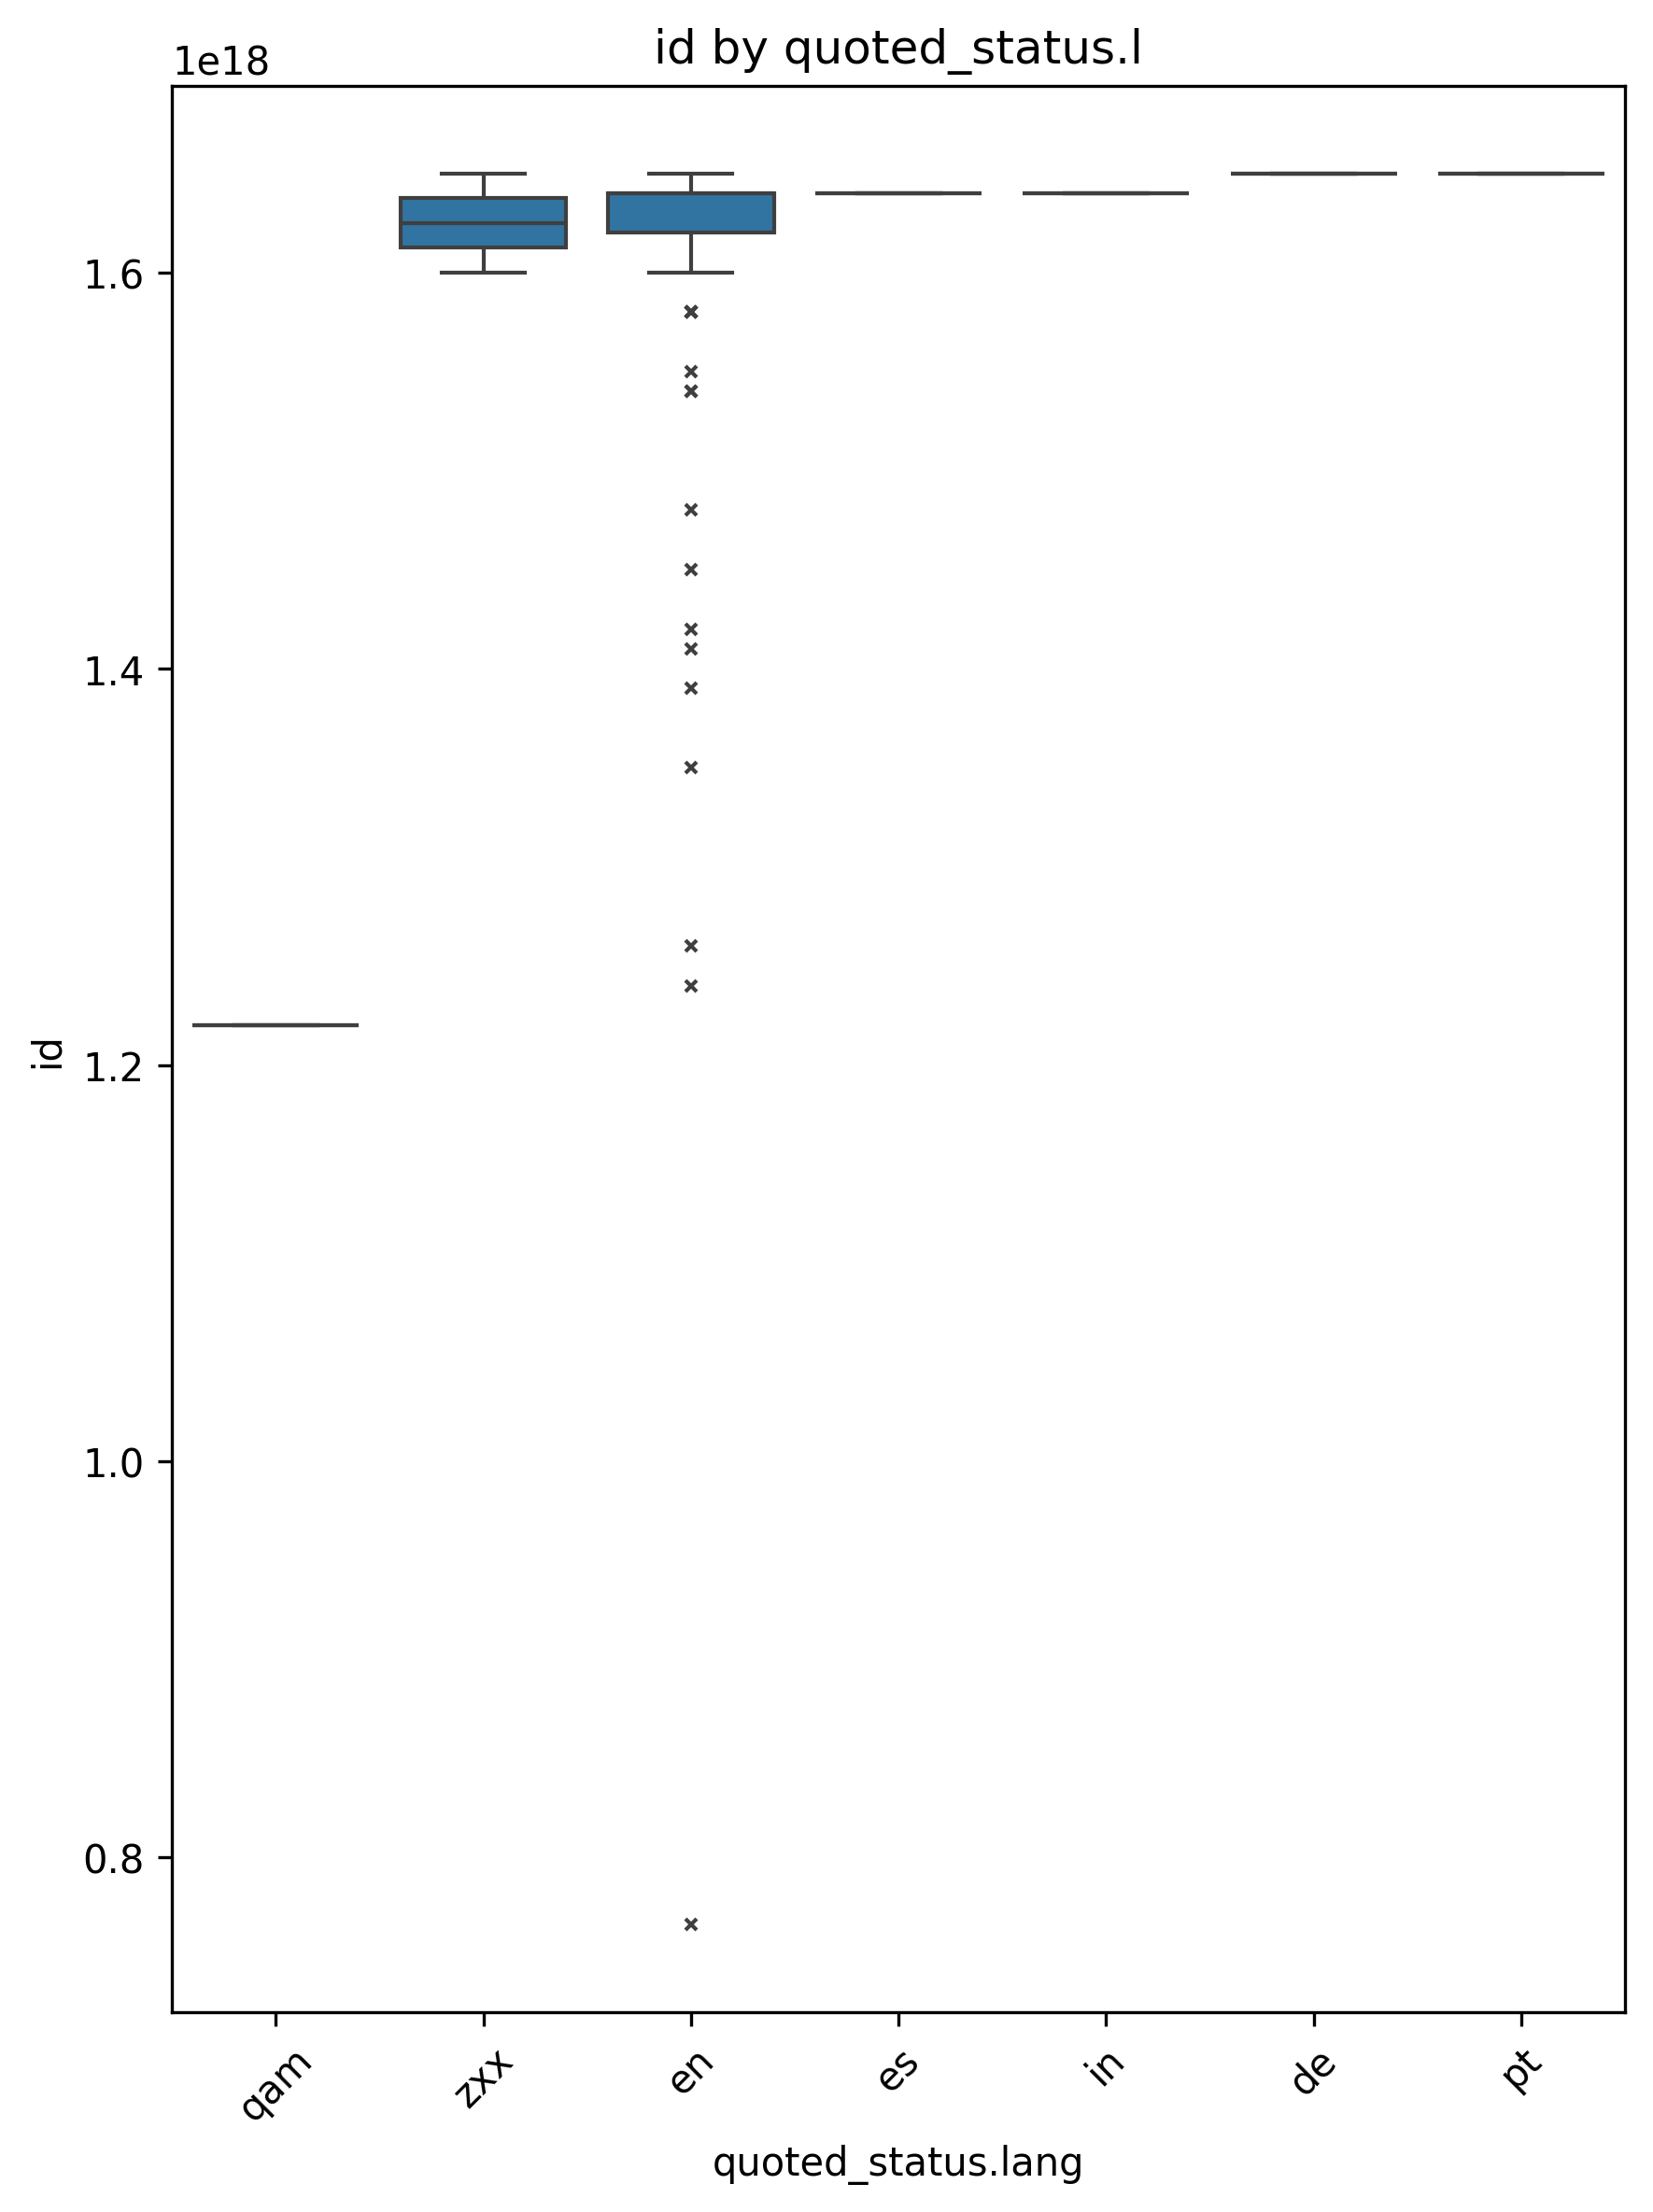 id by quoted_status.l
1e18
1.6
1.4
1.2
1.0
0.8
id
qam
zxx
en
es
in
de
pt
quoted_status.lang